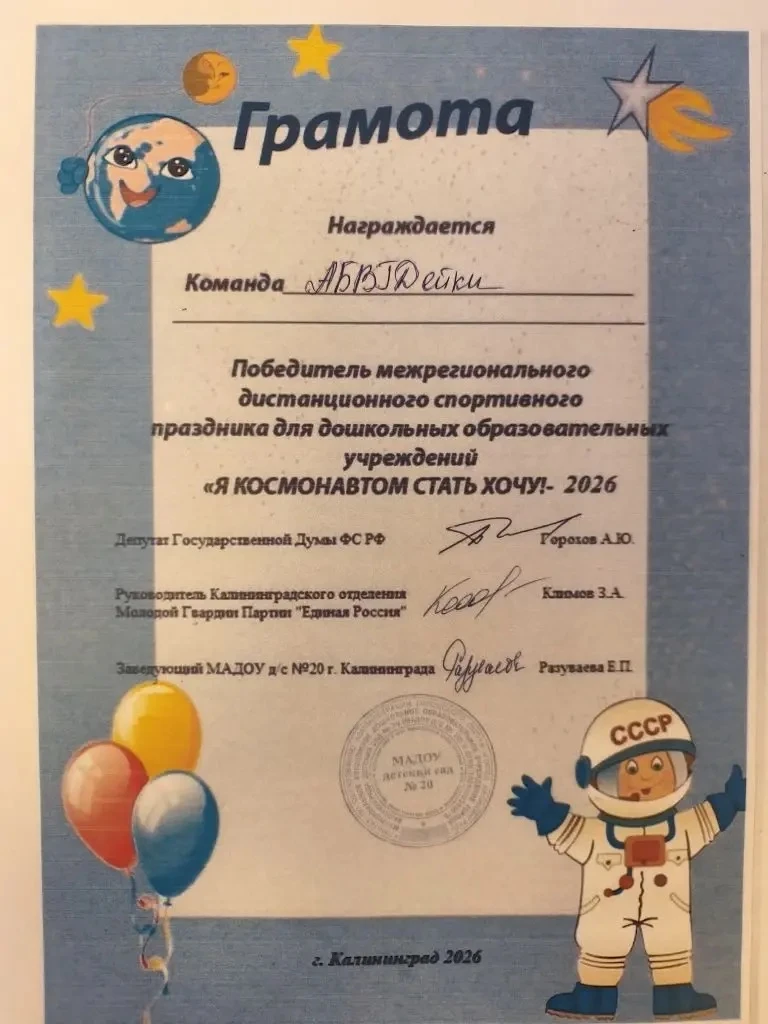 Грамота
Награждается
Команда АБВГДейки
Победитель межрегионального
дистанционного спортивного
праздника для дошкольных образовательных
учреждений
«Я КОСМОНАВТОМ СТАТЬ ХОЧУ!- 2026
Депутат Государственной Думы ФС РФ Горохов А.Ю.
Руководитель Калининградского отделения Климов З.А.
Молодой Гвардии Партии "Единая Россия"
Заведующий МАДОУ д/с №20 г. Калининграда Разуваева Е.П.
МАДОУ
детский сад
№ 20
СССР
г. Калининград 2026